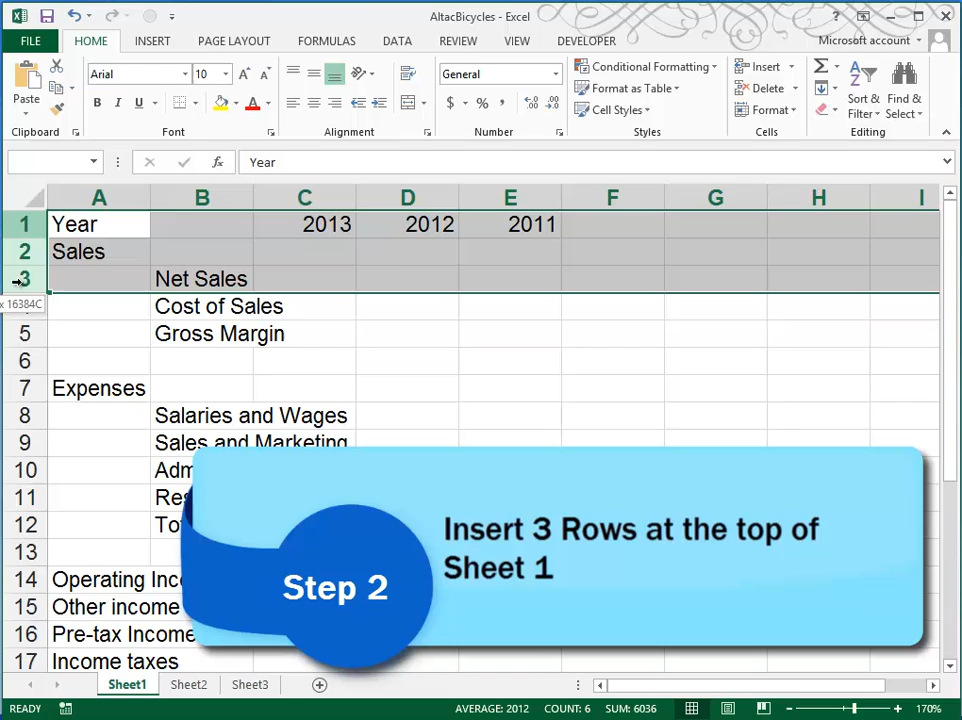 AltacBicycles - Excel
?
FILE HOME INSERT PAGE LAYOUT FORMULAS DATA REVIEW VIEW DEVELOPER Microsoft account
Paste
Arial 10
B I U A
General
$ %
Conditional Formatting
Format as Table
Cell Styles
Insert
Delete
Format
Sort & Filter
Find & Select
Clipboard Font Alignment Number Styles Cells Editing
fx Year
A B C D E F G H I
1 Year 2013 2012 2011
2 Sales
3 Net Sales
x 16384C
Cost of Sales
5 Gross Margin
6
7 Expenses
8 Salaries and Wages
9 Sales and Marketing
10
11
12
13
14 Operating
15 Other income
16 Pre-tax Income
17 Income taxes
Step 2
Insert 3 Rows at the top of
Sheet 1
Sheet1 Sheet2 Sheet3
READY AVERAGE: 2012 COUNT: 6 SUM: 6036 170%